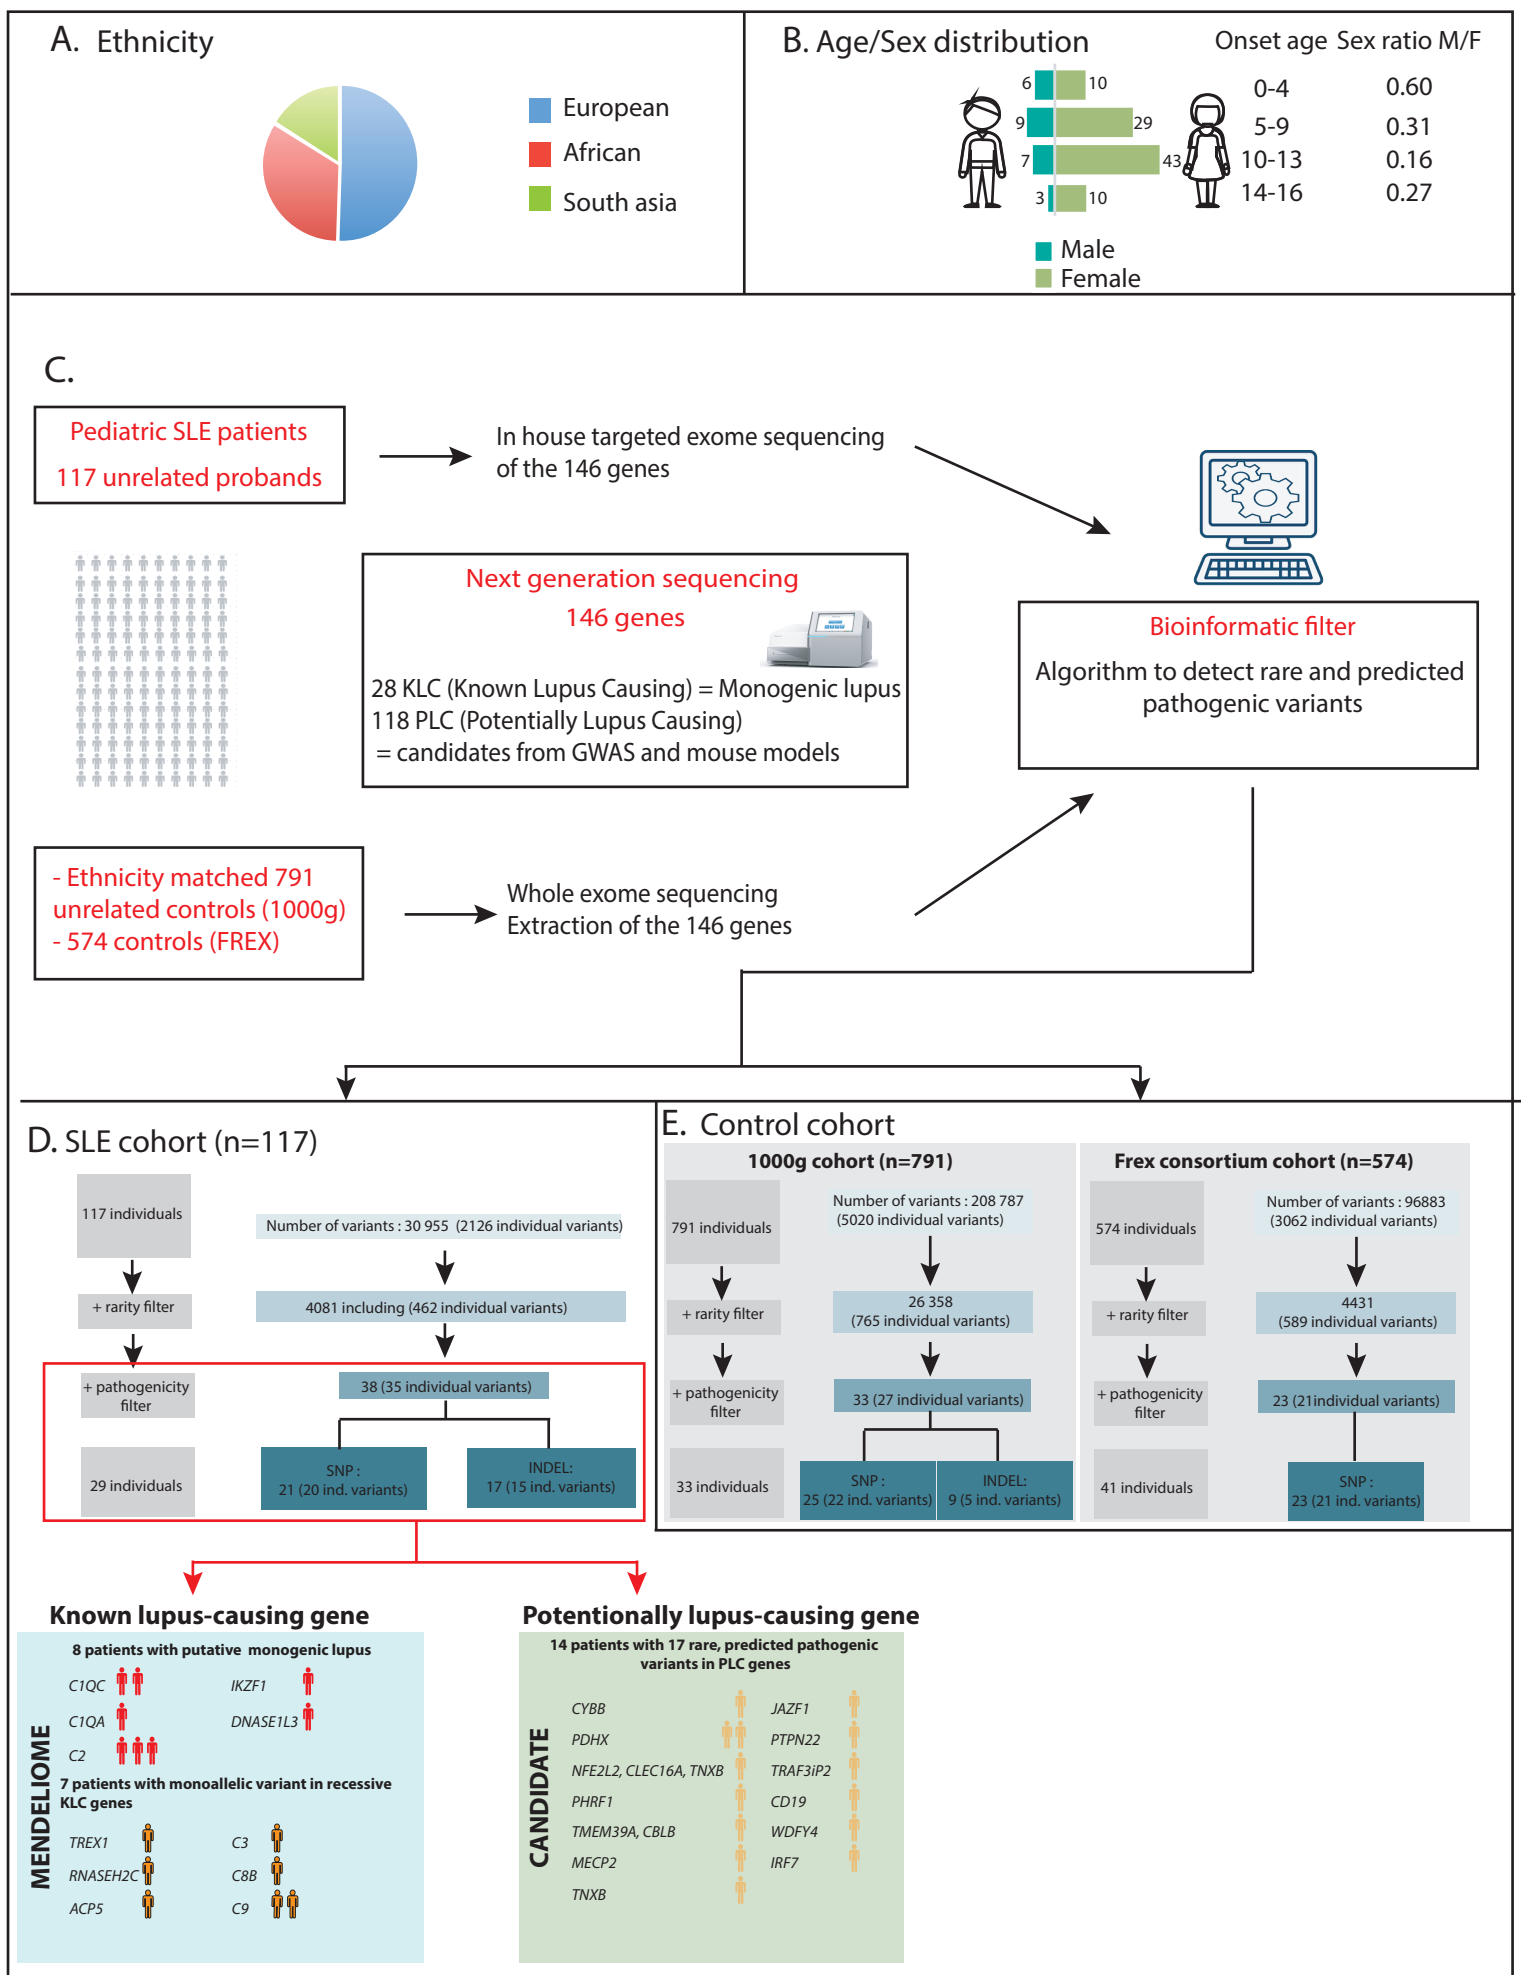 A. Ethnicity
European
African
South asia
B. Age/Sex distribution
Onset age Sex ratio M/F
6 10 0-4 0.60
9 29 5-9 0.31
7 43 10-13 0.16
3 10 14-16 0.27
Male
Female
C.
Pediatric SLE patients
117 unrelated probands
In house targeted exome sequencing
of the 146 genes
Next generation sequencing
146 genes
28 KLC (Known Lupus Causing) = Monogenic lupus
118 PLC (Potentially Lupus Causing)
= candidates from GWAS and mouse models
Bioinformatic filter
Algorithm to detect rare and predicted
pathogenic variants
- Ethnicity matched 791
unrelated controls (1000g)
- 574 controls (FREX)
Whole exome sequencing
Extraction of the 146 genes
D. SLE cohort (n=117)
117 individuals
Number of variants : 30 955 (2126 individual variants)
+ rarity filter
4081 including (462 individual variants)
+ pathogenicity
filter
38 (35 individual variants)
29 individuals
SNP :
21 (20 ind. variants)
INDEL:
17 (15 ind. variants)
E. Control cohort
1000g cohort (n=791)
791 individuals
Number of variants : 208 787
(5020 individual variants)
+ rarity filter
26 358
(765 individual variants)
+ pathogenicity
filter
33 (27 individual variants)
33 individuals
SNP :
25 (22 ind. variants)
INDEL:
9 (5 ind. variants)
Frex consortium cohort (n=574)
574 individuals
Number of variants : 96883
(3062 individual variants)
+ rarity filter
4431
(589 individual variants)
+ pathogenicity
filter
23 (21individual variants)
41 individuals
SNP :
23 (21 ind. variants)
Known lupus-causing gene
MENDELIOME
8 patients with putative monogenic lupus
C1QC IKZF1
C1QA DNASE1L3
C2
7 patients with monoallelic variant in recessive
KLC genes
TREX1 C3
RNASEH2C C8B
ACP5 C9
Potentially lupus-causing gene
CANDIDATE
14 patients with 17 rare, predicted pathogenic
variants in PLC genes
CYBB JAZF1
PDHX PTPN22
NFE2L2, CLEC16A, TNXB TRAF3iP2
PHRF1 CD19
TMEM39A, CBLB WDFY4
MECP2 IRF7
TNXB